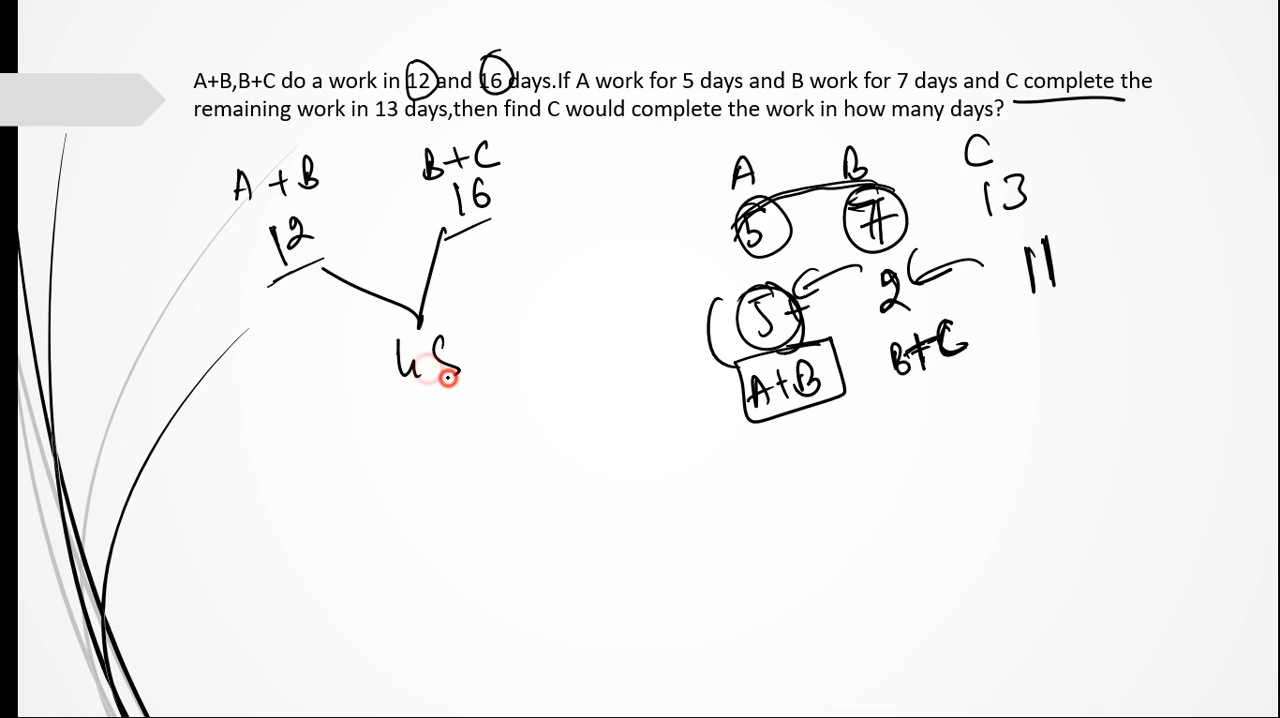 A+B,B+C do a work in 12 and 16 days.If A work for 5 days and B work for 7 days and C complete the
remaining work in 13 days,then find C would complete the work in how many days?
A + B
B+C
A B C
12
16
5 7 13
5+ 2 11
48
A+B B+C